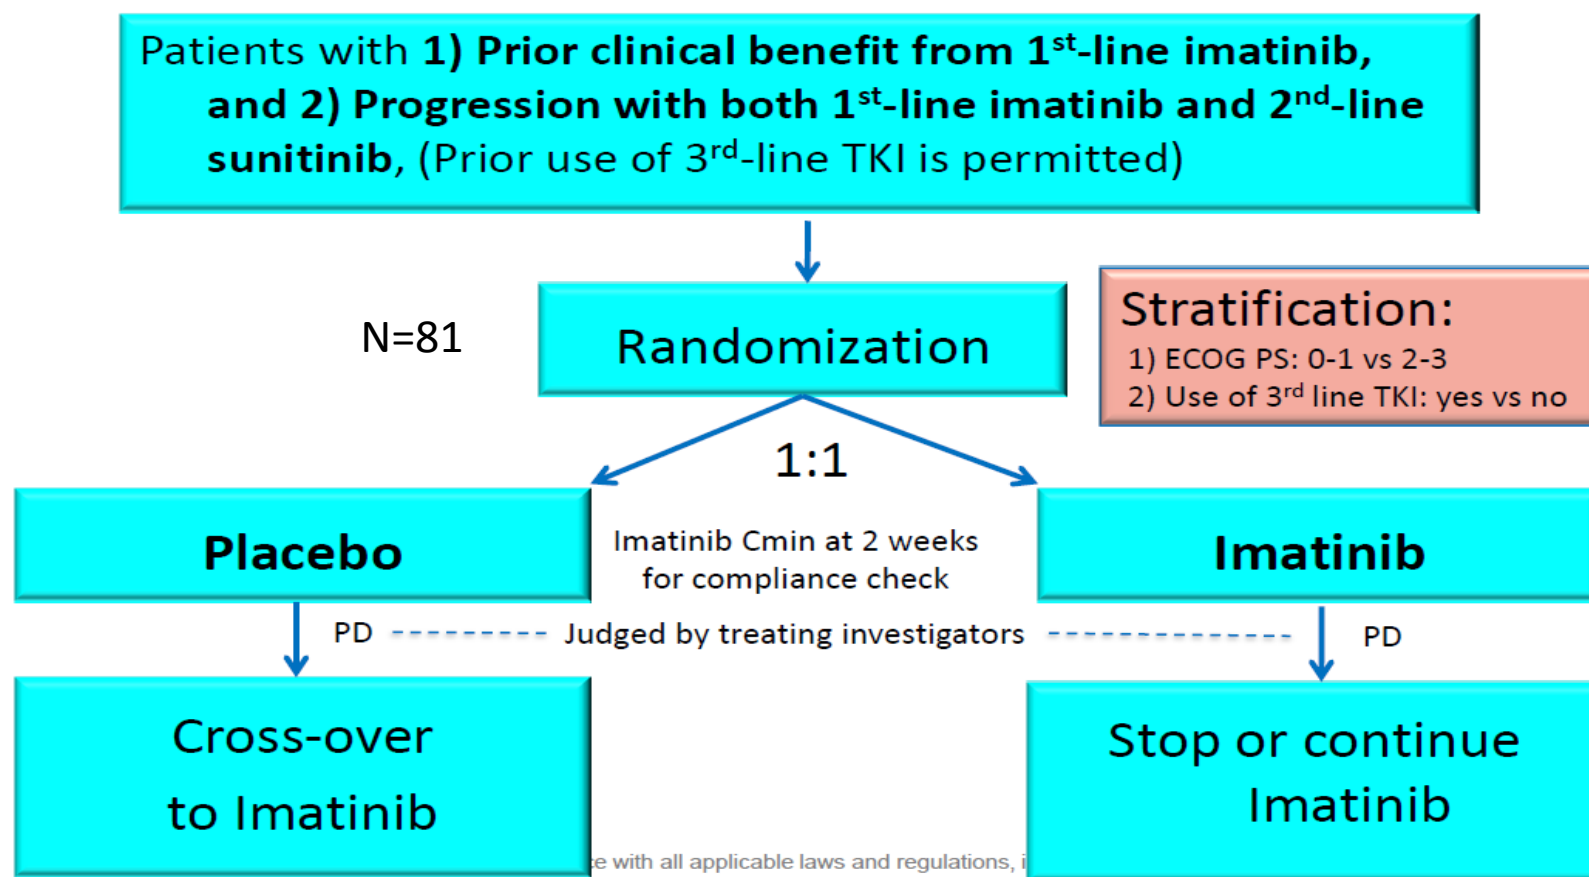 Patients with 1) Prior clinical benefit from 1st-line imatinib,
and 2) Progression with both 1st-line imatinib and 2nd-line
sunitinib, (Prior use of 3rd-line TKI is permitted)
N=81
Randomization
Stratification:
1) ECOG PS: 0-1 vs 2-3
2) Use of 3rd line TKI: yes vs no
1:1
Placebo
Imatinib Cmin at 2 weeks
for compliance check
Imatinib
PD
Judged by treating investigators
PD
Cross-over
to Imatinib
Stop or continue
Imatinib
with all applicable laws and regulations,